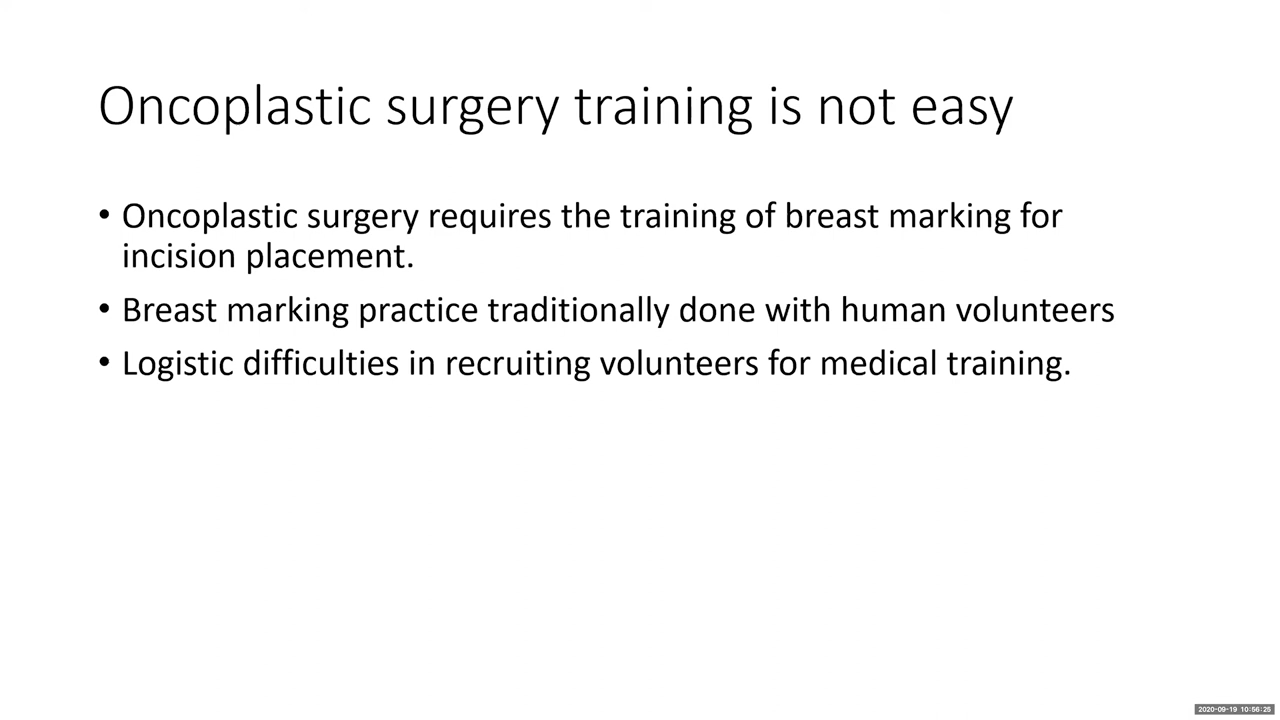 Oncoplastic surgery training is not easy
• Oncoplastic surgery requires the training of breast marking for
incision placement.
• Breast marking practice traditionally done with human volunteers
• Logistic difficulties in recruiting volunteers for medical training.
2020-09-19 10:56:25